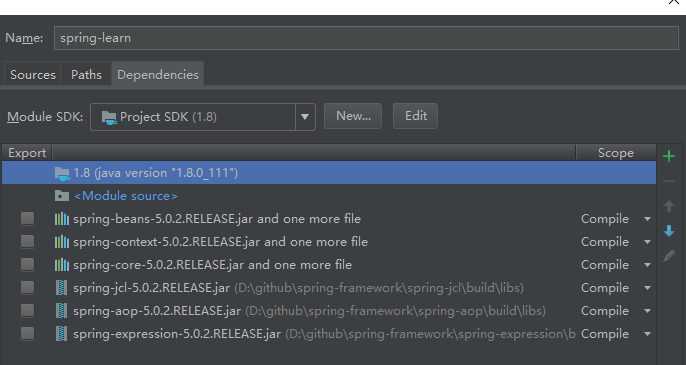 Name: spring-learn
Sources Paths Dependencies
Module SDK: Project SDK (1.8) New... Edit
Export Scope
1.8 (java version "1.8.0_111")
<Module source>
spring-beans-5.0.2.RELEASE.jar and one more file Compile
spring-context-5.0.2.RELEASE.jar and one more file Compile
spring-core-5.0.2.RELEASE.jar and one more file Compile
spring-jcl-5.0.2.RELEASE.jar (D:\github\spring-framework\spring-jcl\build\libs) Compile
spring-aop-5.0.2.RELEASE.jar (D:\github\spring-framework\spring-aop\build\libs) Compile
spring-expression-5.0.2.RELEASE.jar (D:\github\spring-framework\spring-expression\b Compile